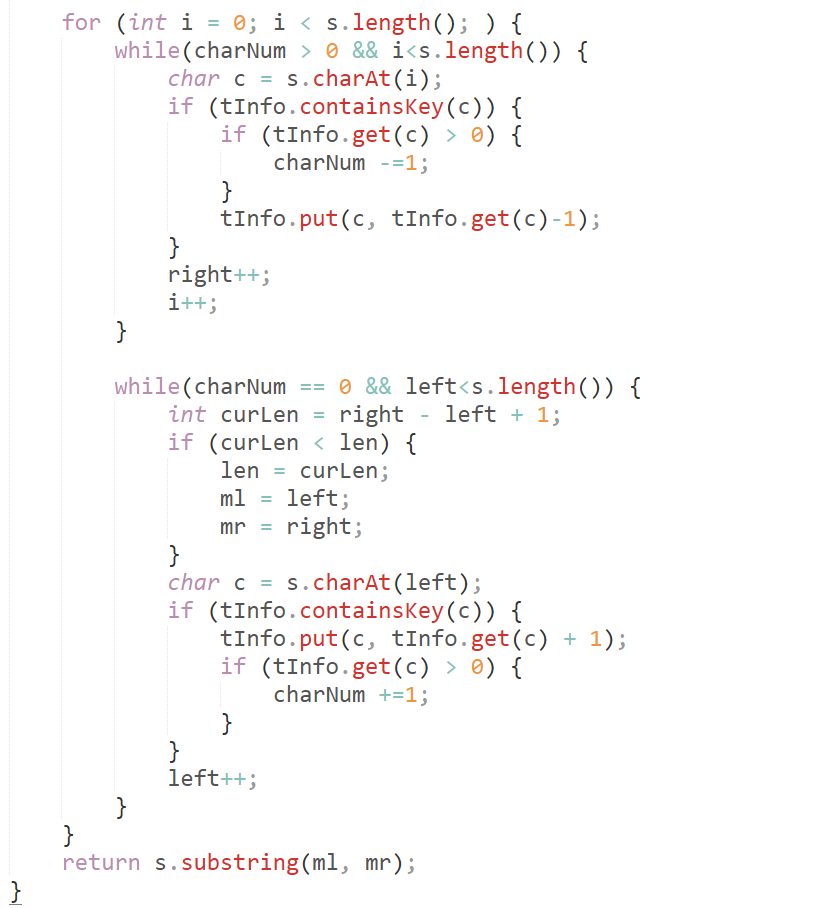 for (int i = 0; i < s.length(); ) {
while(charNum > 0 && i<s.length()) {
char c = s.charAt(i);
if (tInfo.containsKey(c)) {
if (tInfo.get(c) > 0) {
charNum -=1;
}
tInfo.put(c, tInfo.get(c)-1);
}
right++;
i++;
}
while(charNum == 0 && left<s.length()) {
int curLen = right - left + 1;
if (curLen < len) {
len = curLen;
ml = left;
mr = right;
}
char c = s.charAt(left);
if (tInfo.containsKey(c)) {
tInfo.put(c, tInfo.get(c) + 1);
if (tInfo.get(c) > 0) {
charNum +=1;
}
}
left++;
}
}
return s.substring(ml, mr);
}